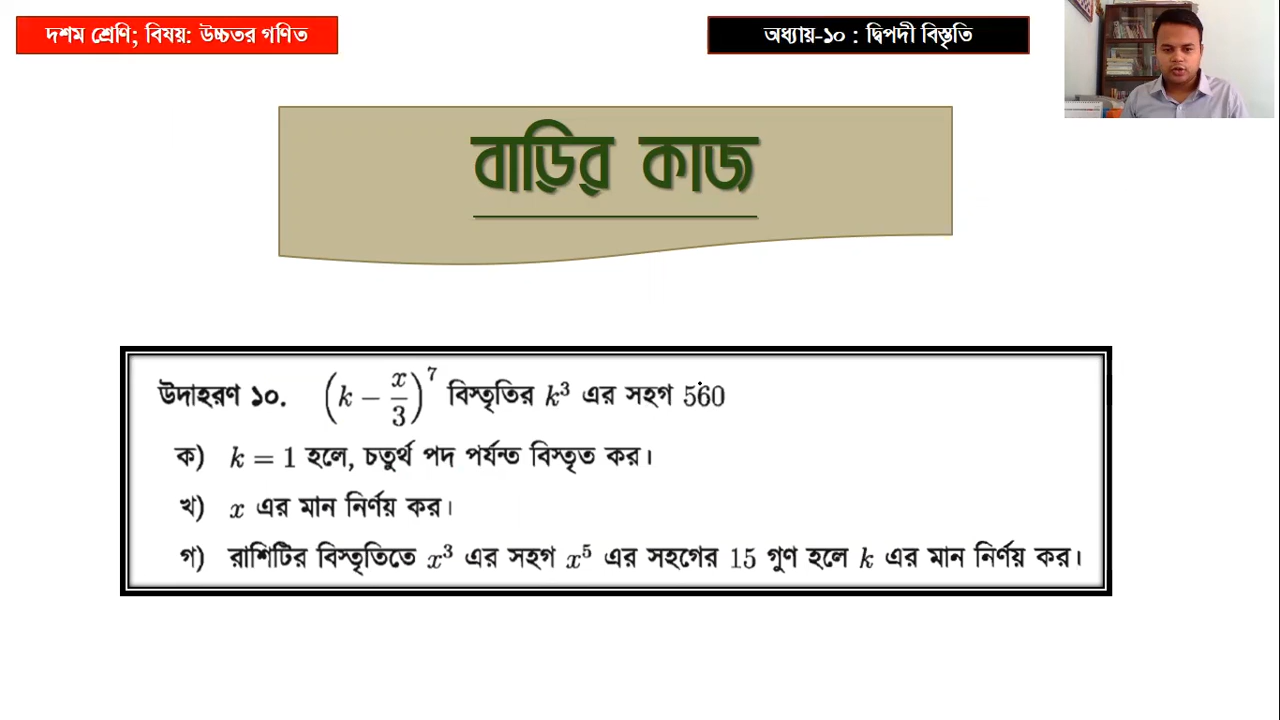 দশম শ্রেণি; বিষয়: উচ্চতর গণিত
অধ্যায়-১০ : দ্বিপদী বিস্তৃতি
বাড়ির কাজ
উদাহরণ ১০. (k − x/3)^7 বিস্তৃতির k^3 এর সহগ 560
ক) k = 1 হলে, চতুর্থ পদ পর্যন্ত বিস্তৃত কর।
খ) x এর মান নির্ণয় কর।
গ) রাশিটির বিস্তৃতিতে x^3 এর সহগ x^5 এর সহগের 15 গুণ হলে k এর মান নির্ণয় কর।